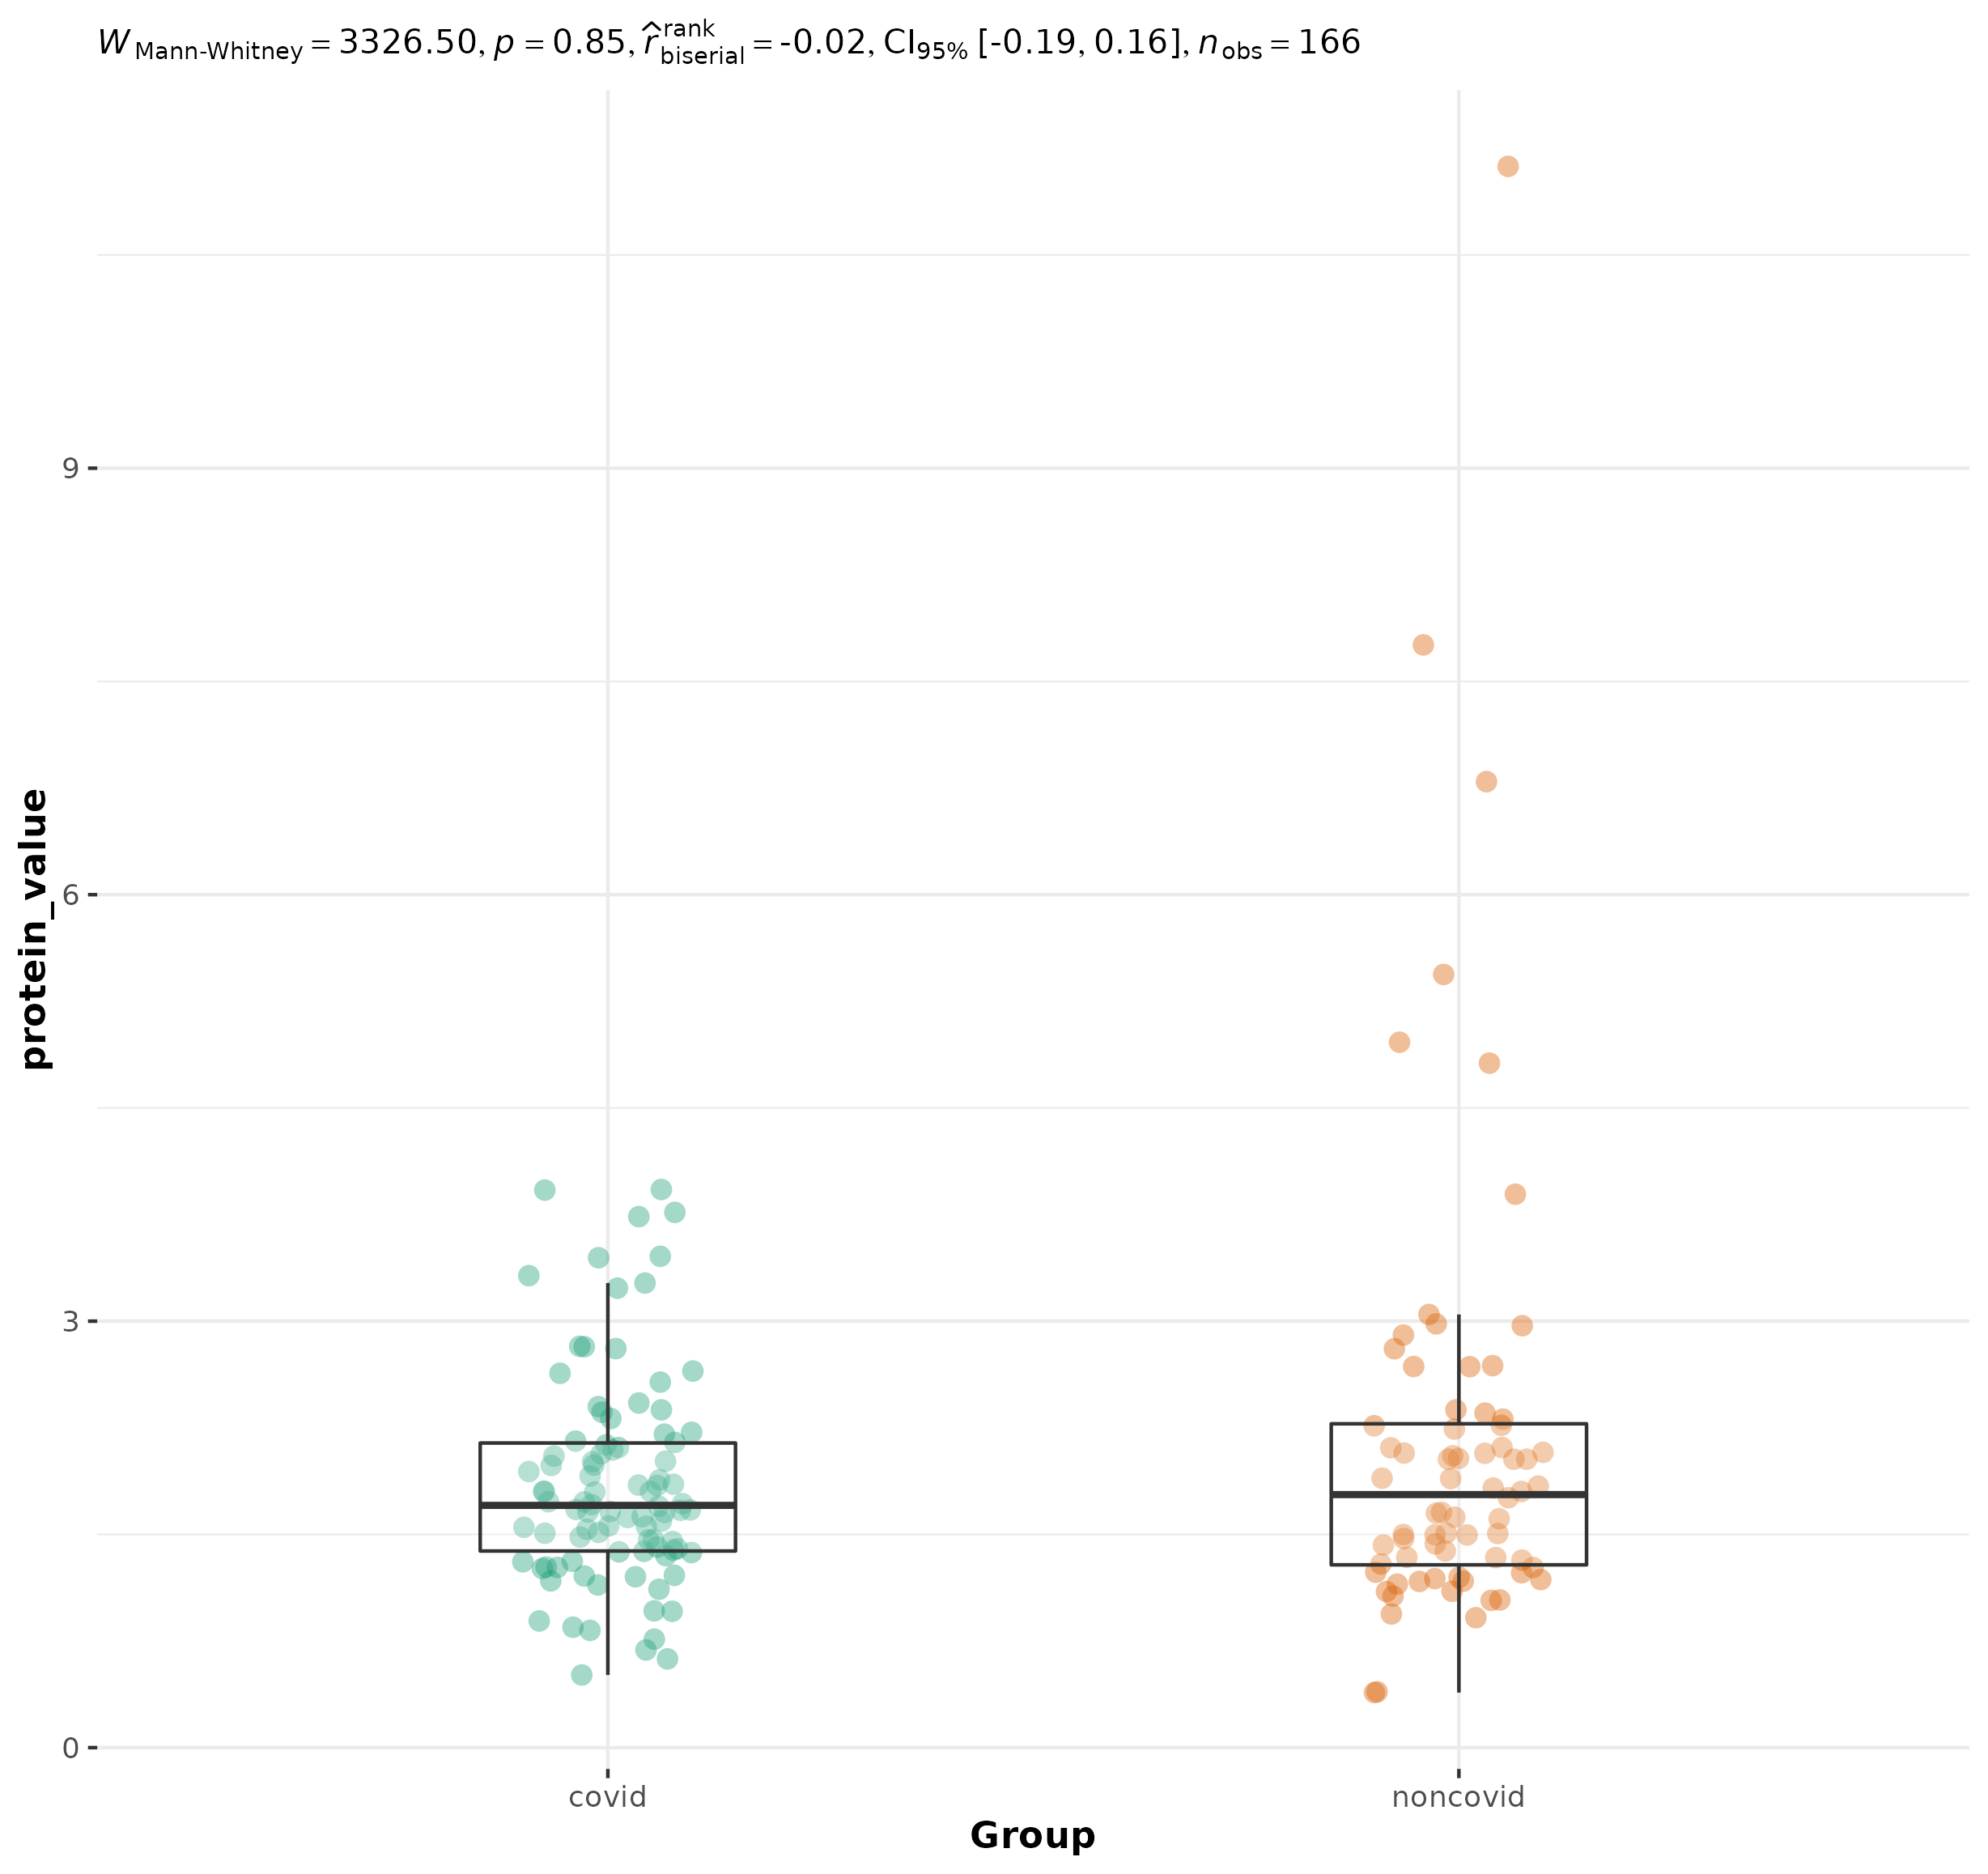 W Mann-Whitney = 3326.50, p = 0.85, r̂ rank biserial = -0.02, CI95% [-0.19, 0.16], nobs = 166
protein_value
9
6
3
0
covid noncovid
Group